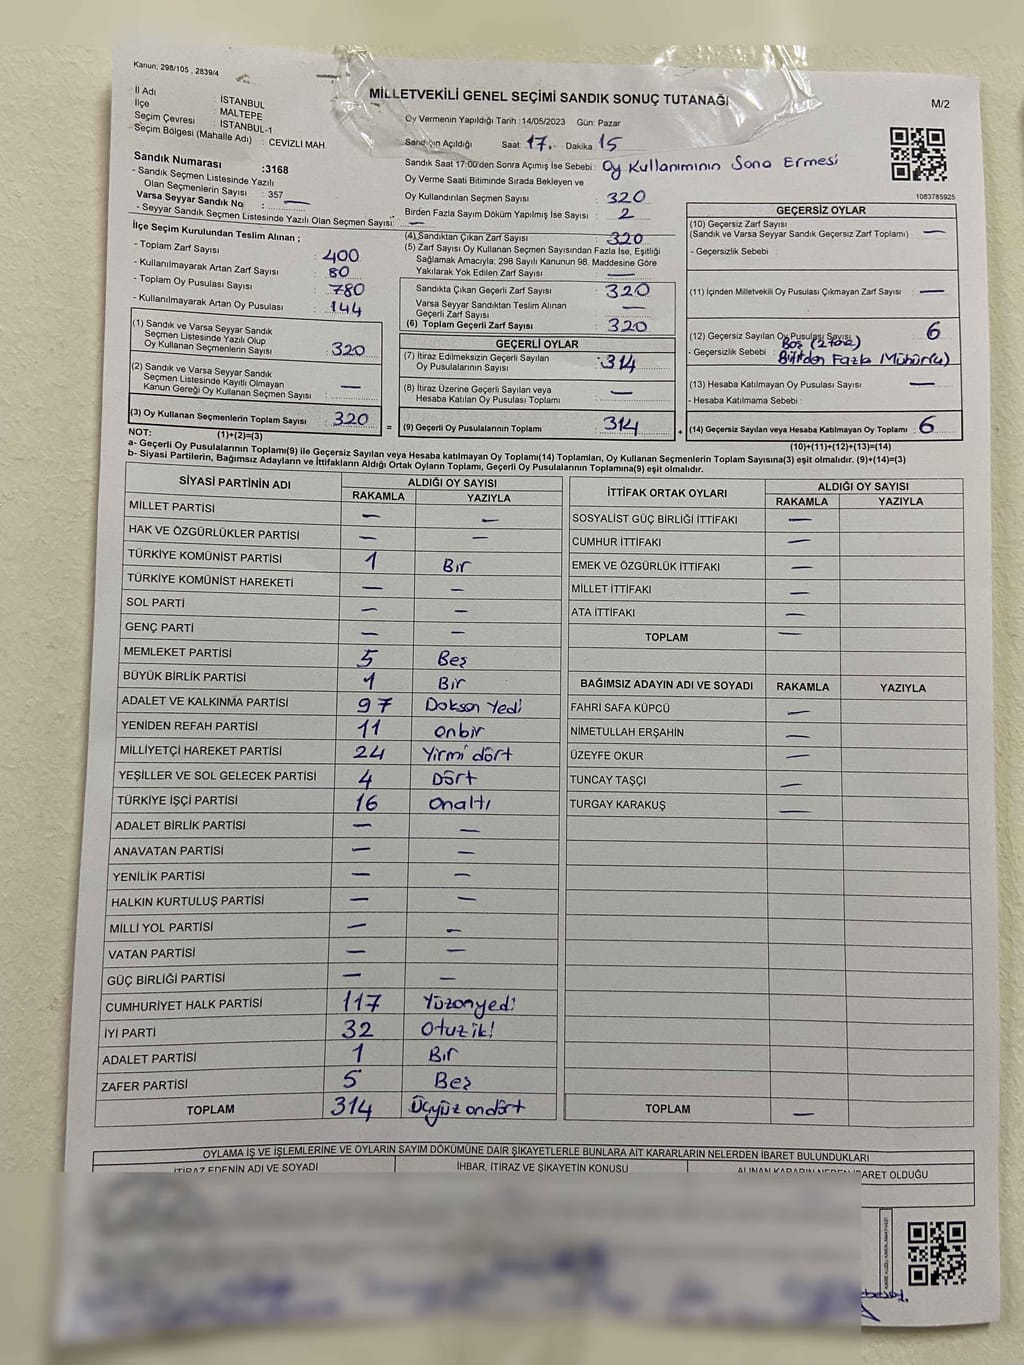 Kanun; 298/105 , 2839/4
MİLLETVEKİLİ GENEL SEÇİMİ SANDIK SONUÇ TUTANAĞI
M/2
İl Adı : İSTANBUL
İlçe : MALTEPE
Seçim Çevresi : İSTANBUL-1
Seçim Bölgesi (Mahalle Adı) : CEVİZLİ MAH.
Sandık Numarası :3168
- Sandık Seçmen Listesinde Yazılı
Olan Seçmenlerin Sayısı : 357
Varsa Seyyar Sandık No : —
- Seyyar Sandık Seçmen Listesinde Yazılı Olan Seçmen Sayısı: —
Oy Vermenin Yapıldığı Tarih :14/05/2023 Gün: Pazar
Sandığın Açıldığı Saat 17. Dakika 15
Sandık Saat 17:00'den Sonra Açımış İse Sebebi: Oy Kullanımının Sona Ermesi
Oy Verme Saati Bitiminde Sırada Bekleyen ve
Oy Kullandırılan Seçmen Sayısı : 320
Birden Fazla Sayım Döküm Yapılmış İse Sayısı : 2
1083785925
İlçe Seçim Kurulundan Teslim Alınan ;
- Toplam Zarf Sayısı : 400
- Kullanılmayarak Artan Zarf Sayısı : 80
- Toplam Oy Pusulası Sayısı : 780
- Kullanılmayarak Artan Oy Pusulası : 144
(1) Sandık ve Varsa Seyyar Sandık
Seçmen Listesinde Yazılı Olup
Oy Kullanan Seçmenlerin Sayısı : 320
(2) Sandık ve Varsa Seyyar Sandık
Seçmen Listesinde Kayıtlı Olmayan
Kanun Gereği Oy Kullanan Seçmen Sayısı : —
(3) Oy Kullanan Seçmenlerin Toplam Sayısı : 320
(1)+(2)=(3)
(4) Sandıktan Çıkan Zarf Sayısı : 320
(5) Zarf Sayısı Oy Kullanan Seçmen Sayısından Fazla İse, Eşitliği
Sağlamak Amacıyla; 298 Sayılı Kanunun 98. Maddesine Göre
Yakılarak Yok Edilen Zarf Sayısı : —
Sandıkta Çıkan Geçerli Zarf Sayısı : 320
Varsa Seyyar Sandıktan Teslim Alınan
Geçerli Zarf Sayısı : —
(6) Toplam Geçerli Zarf Sayısı : 320
GEÇERLİ OYLAR
(7) İtiraz Edilmeksizin Geçerli Sayılan
Oy Pusulalarının Sayısı : 314
(8) İtiraz Üzerine Geçerli Sayılan veya
Hesaba Katılan Oy Pusulası Toplamı : —
= (9) Geçerli Oy Pusulalarının Toplamı : 314
GEÇERSİZ OYLAR
(10) Geçersiz Zarf Sayısı
(Sandık ve Varsa Seyyar Sandık Geçersiz Zarf Toplamı) : —
- Geçersizlik Sebebi :
(11) İçinden Milletvekili Oy Pusulası Çıkmayan Zarf Sayısı : —
(12) Geçersiz Sayılan Oy Pusulası Sayısı : 6
Boş (2 tane)
- Geçersizlik Sebebi : Birden Fazla Mühür(4)
(13) Hesaba Katılmayan Oy Pusulası Sayısı : —
- Hesaba Katılmama Sebebi :
+ (14) Geçersiz Sayılan veya Hesaba Katılmayan Oy Toplamı : 6
(10)+(11)+(12)+(13)=(14)
NOT:
a- Geçerli Oy Pusulalarının Toplamı(9) ile Geçersiz Sayılan veya Hesaba katılmayan Oy Toplamı(14) Toplamları, Oy Kullanan Seçmenlerin Toplam Sayısına(3) eşit olmalıdır. (9)+(14)=(3)
b- Siyasi Partilerin, Bağımsız Adayların ve İttifakların Aldığı Ortak Oyların Toplamı, Geçerli Oy Pusulalarının Toplamına(9) eşit olmalıdır.
SİYASİ PARTİNİN ADI ALDIĞI OY SAYISI
RAKAMLA YAZIYLA
MİLLET PARTİSİ — —
HAK VE ÖZGÜRLÜKLER PARTİSİ — —
TÜRKİYE KOMÜNİST PARTİSİ 1 Bir
TÜRKİYE KOMÜNİST HAREKETİ — —
SOL PARTİ — —
GENÇ PARTİ — —
MEMLEKET PARTİSİ 5 Beş
BÜYÜK BİRLİK PARTİSİ 1 Bir
ADALET VE KALKINMA PARTİSİ 97 Doksan Yedi
YENİDEN REFAH PARTİSİ 11 onbir
MİLLİYETÇİ HAREKET PARTİSİ 24 Yirmi dört
YEŞİLLER VE SOL GELECEK PARTİSİ 4 Dört
TÜRKİYE İŞÇİ PARTİSİ 16 onaltı
ADALET BİRLİK PARTİSİ — —
ANAVATAN PARTİSİ — —
YENİLİK PARTİSİ — —
HALKIN KURTULUŞ PARTİSİ — —
MİLLİ YOL PARTİSİ — —
VATAN PARTİSİ — —
GÜÇ BİRLİĞİ PARTİSİ — —
CUMHURİYET HALK PARTİSİ 117 Yüzonyedi
İYİ PARTİ 32 Otuziki
ADALET PARTİSİ 1 Bir
ZAFER PARTİSİ 5 Beş
TOPLAM 314 Üçyüz ondört
İTTİFAK ORTAK OYLARI ALDIĞI OY SAYISI
RAKAMLA YAZIYLA
SOSYALİST GÜÇ BİRLİĞİ İTTİFAKI —
CUMHUR İTTİFAKI —
EMEK VE ÖZGÜRLÜK İTTİFAKI —
MİLLET İTTİFAKI —
ATA İTTİFAKI —
TOPLAM —
BAĞIMSIZ ADAYIN ADI VE SOYADI RAKAMLA YAZIYLA
FAHRİ SAFA KÜPCÜ —
NİMETULLAH ERŞAHİN —
ÜZEYFE OKUR —
TUNCAY TAŞÇI —
TURGAY KARAKUŞ —
TOPLAM —
OYLAMA İŞ VE İŞLEMLERİNE VE OYLARIN SAYIM DÖKÜMÜNE DAİR ŞİKAYETLERLE BUNLARA AİT KARARLARIN NELERDEN İBARET BULUNDUKLARI
İTİRAZ EDENİN ADI VE SOYADI İHBAR, İTİRAZ VE ŞİKAYETİN KONUSU ALINAN KARARIN NEDEN İBARET OLDUĞU